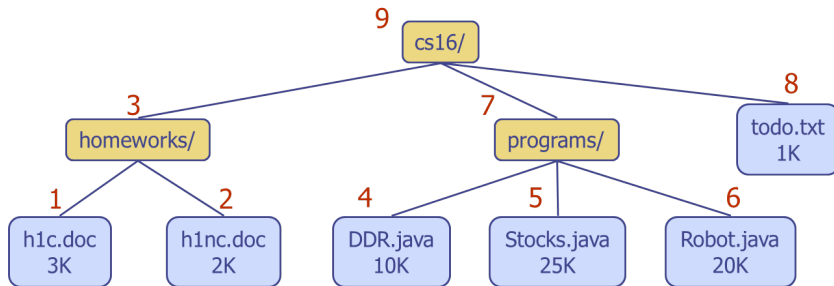 9
cs16/
3
homeworks/
7
programs/
8
todo.txt
1K
1
h1c.doc
3K
2
h1nc.doc
2K
4
DDR.java
10K
5
Stocks.java
25K
6
Robot.java
20K